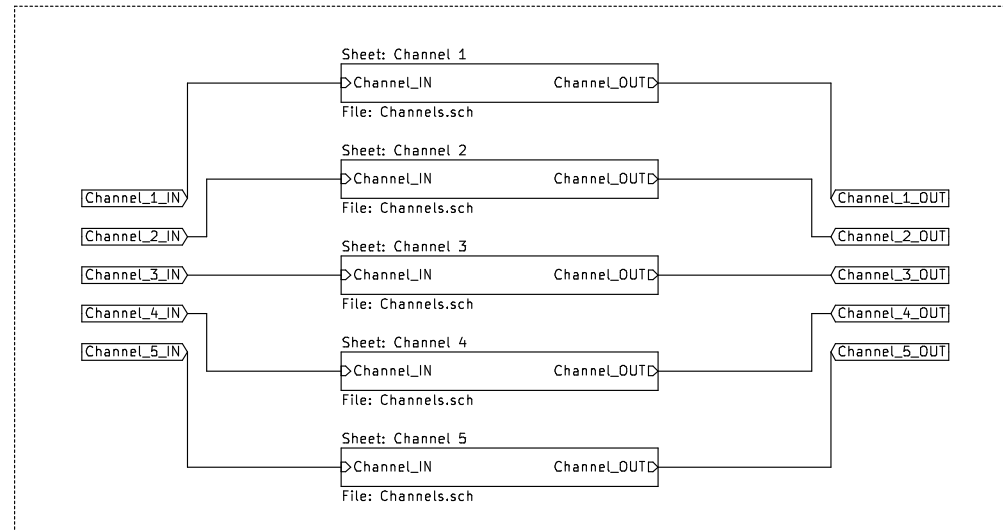 Sheet: Channel 1
Channel_IN Channel_OUT
File: Channels.sch
Sheet: Channel 2
Channel_IN Channel_OUT
Channel_1_IN Channel_1_OUT
File: Channels.sch
Channel_2_IN Channel_2_OUT
Sheet: Channel 3
Channel_3_IN Channel_IN Channel_OUT Channel_3_OUT
File: Channels.sch
Channel_4_IN Channel_4_OUT
Sheet: Channel 4
Channel_5_IN Channel_5_OUT
Channel_IN Channel_OUT
File: Channels.sch
Sheet: Channel 5
Channel_IN Channel_OUT
File: Channels.sch